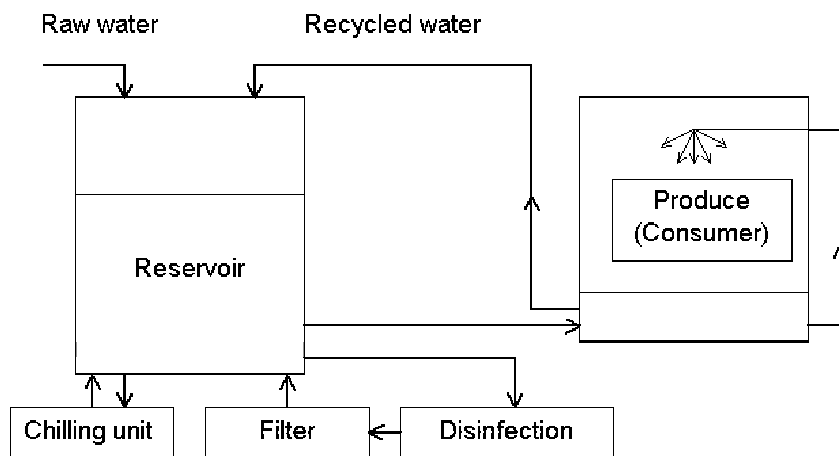 Raw water
Recycled water
Produce
(Consumer)
Reservoir
Chilling unit
Filter
Disinfection